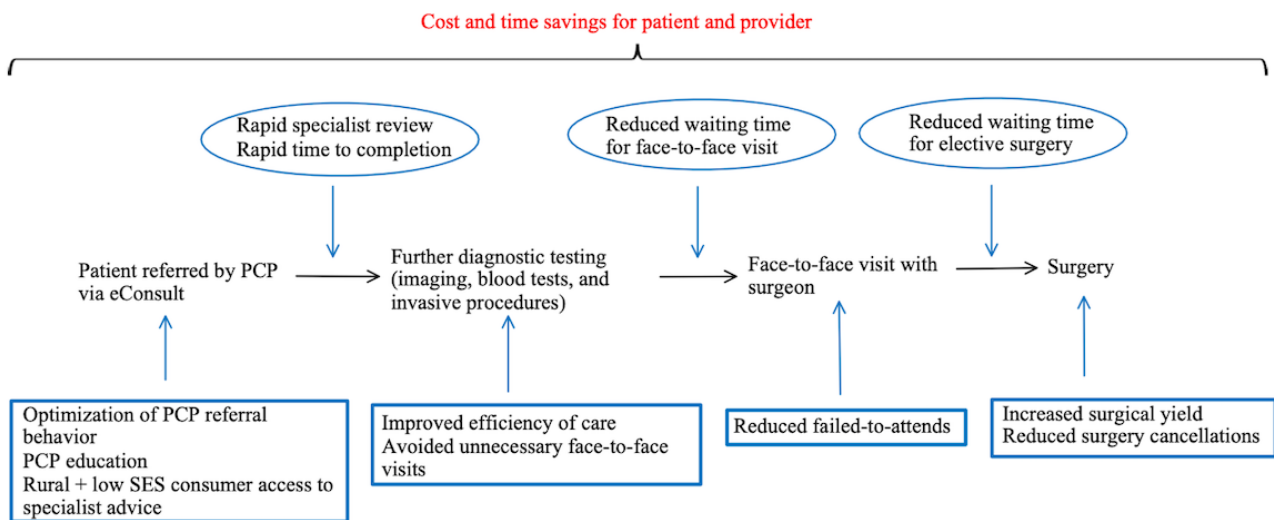 Cost and time savings for patient and provider
Rapid specialist review
Rapid time to completion
Reduced waiting time
for face-to-face visit
Reduced waiting time
for elective surgery
Patient referred by PCP
via eConsult
Further diagnostic testing
(imaging, blood tests, and
invasive procedures)
Face-to-face visit with
surgeon
Surgery
Optimization of PCP referral
behavior
PCP education
Rural + low SES consumer access to
specialist advice
Improved efficiency of care
Avoided unnecessary face-to-face
visits
Reduced failed-to-attends
Increased surgical yield
Reduced surgery cancellations